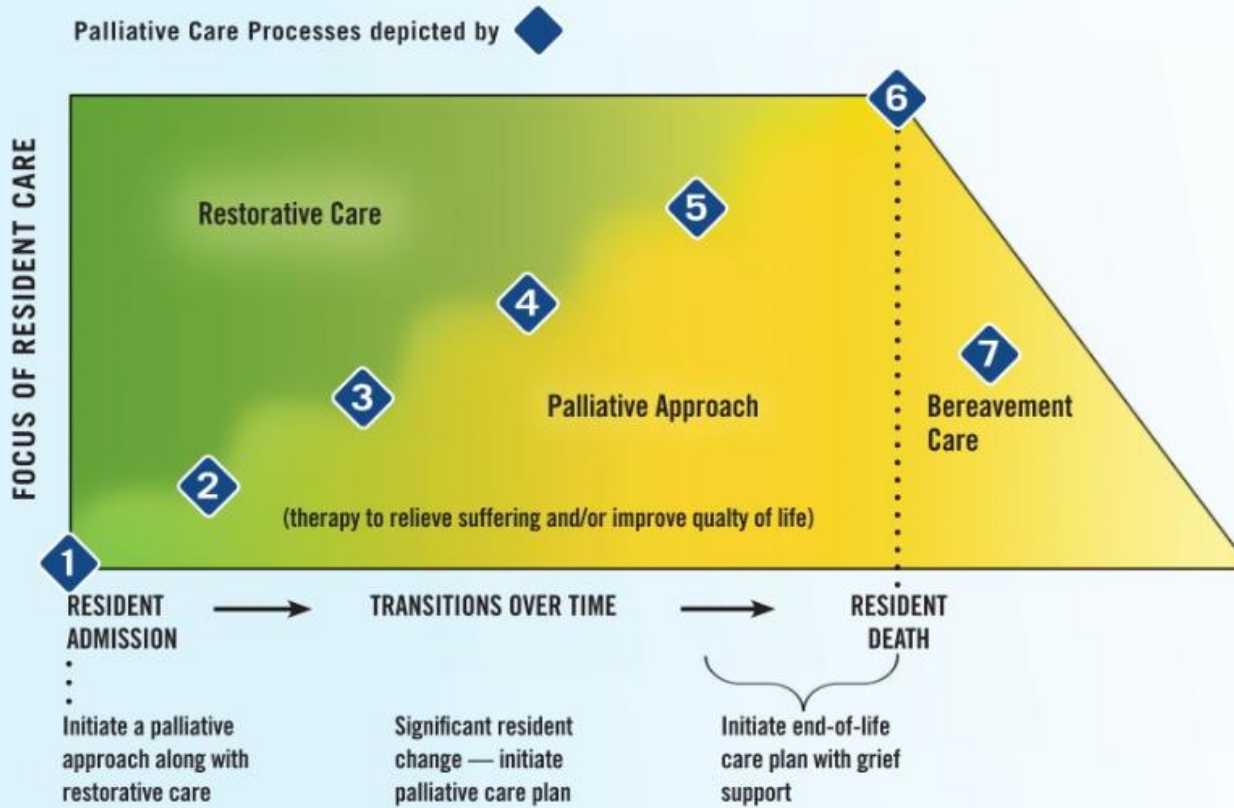 Palliative Care Processes depicted by
FOCUS OF RESIDENT CARE
6
5
Restorative Care
4
7
3
Palliative Approach
Bereavement
Care
2
(therapy to relieve suffering and/or improve qualty of life)
1
RESIDENT
ADMISSION
TRANSITIONS OVER TIME
RESIDENT
DEATH
Initiate a palliative
approach along with
restorative care
Significant resident
change — initiate
palliative care plan
Initiate end-of-life
care plan with grief
support